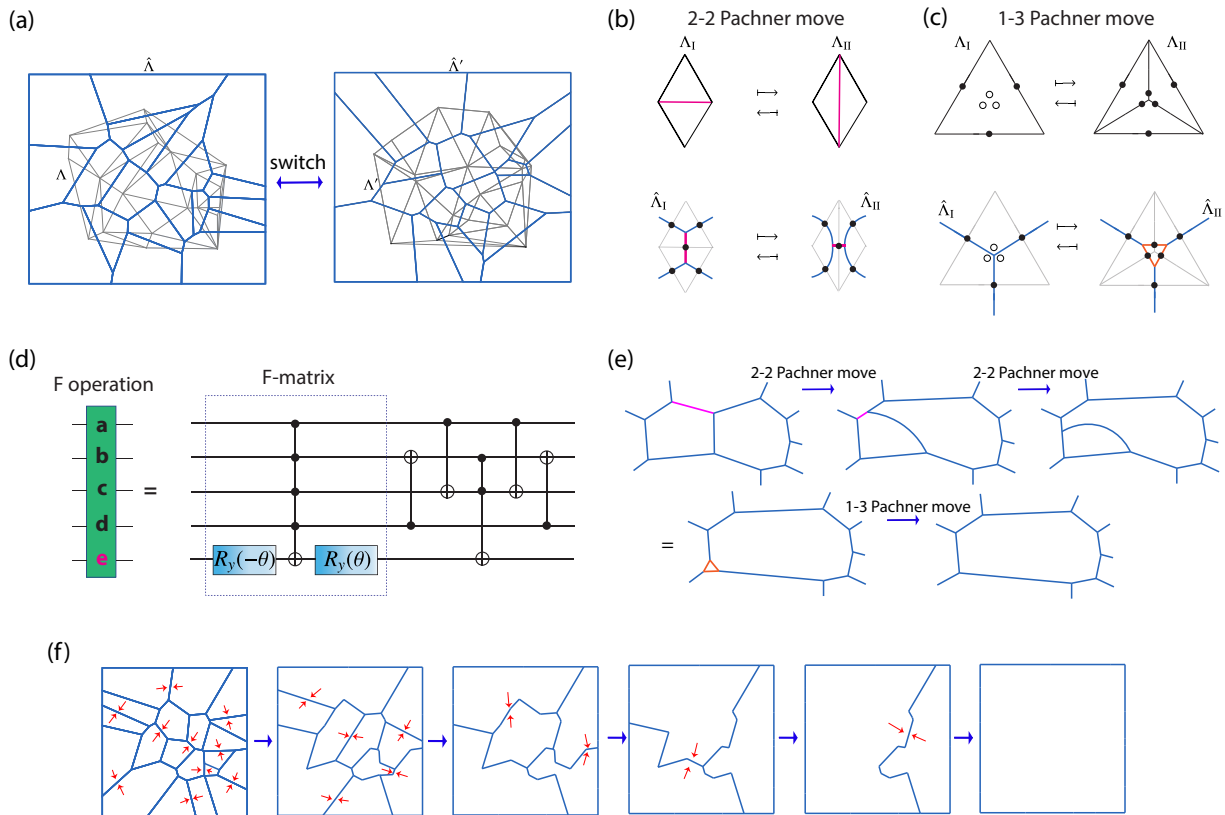 (a)
Λ̂
Λ̂′
Λ
switch
Λ′
(b)
2-2 Pachner move
Λ_I
Λ_II
Λ̂_I
Λ̂_II
(c)
1-3 Pachner move
Λ_I
Λ_II
Λ̂_I
Λ̂_II
(d)
F operation
F-matrix
a
b
c
d
e
=
R_y(−θ)
R_y(θ)
(e)
2-2 Pachner move
2-2 Pachner move
1-3 Pachner move
=
(f)